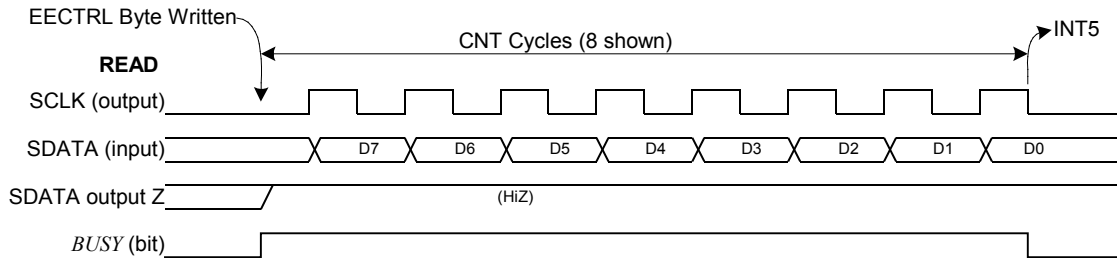 EECTRL Byte Written
CNT Cycles (8 shown)
INT5
READ
SCLK (output)
SDATA (input)
D7 D6 D5 D4 D3 D2 D1 D0
SDATA output Z
(HiZ)
BUSY (bit)